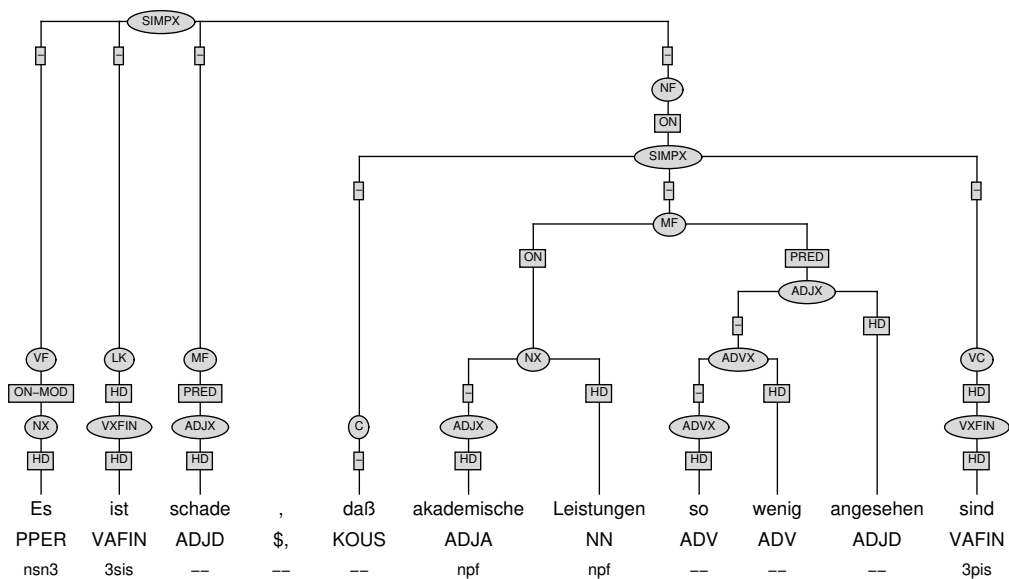 SIMPX
– – – –
NF
ON
SIMPX
– – –
MF
ON PRED
ADJX
– HD
VF LK MF NX ADVX VC
ON–MOD HD PRED – HD – HD HD
NX VXFIN ADJX C ADJX ADVX VXFIN
HD HD HD – HD HD HD
Es ist schade , daß akademische Leistungen so wenig angesehen sind
PPER VAFIN ADJD $, KOUS ADJA NN ADV ADV ADJD VAFIN
nsn3 3sis –– –– –– npf npf –– –– –– 3pis